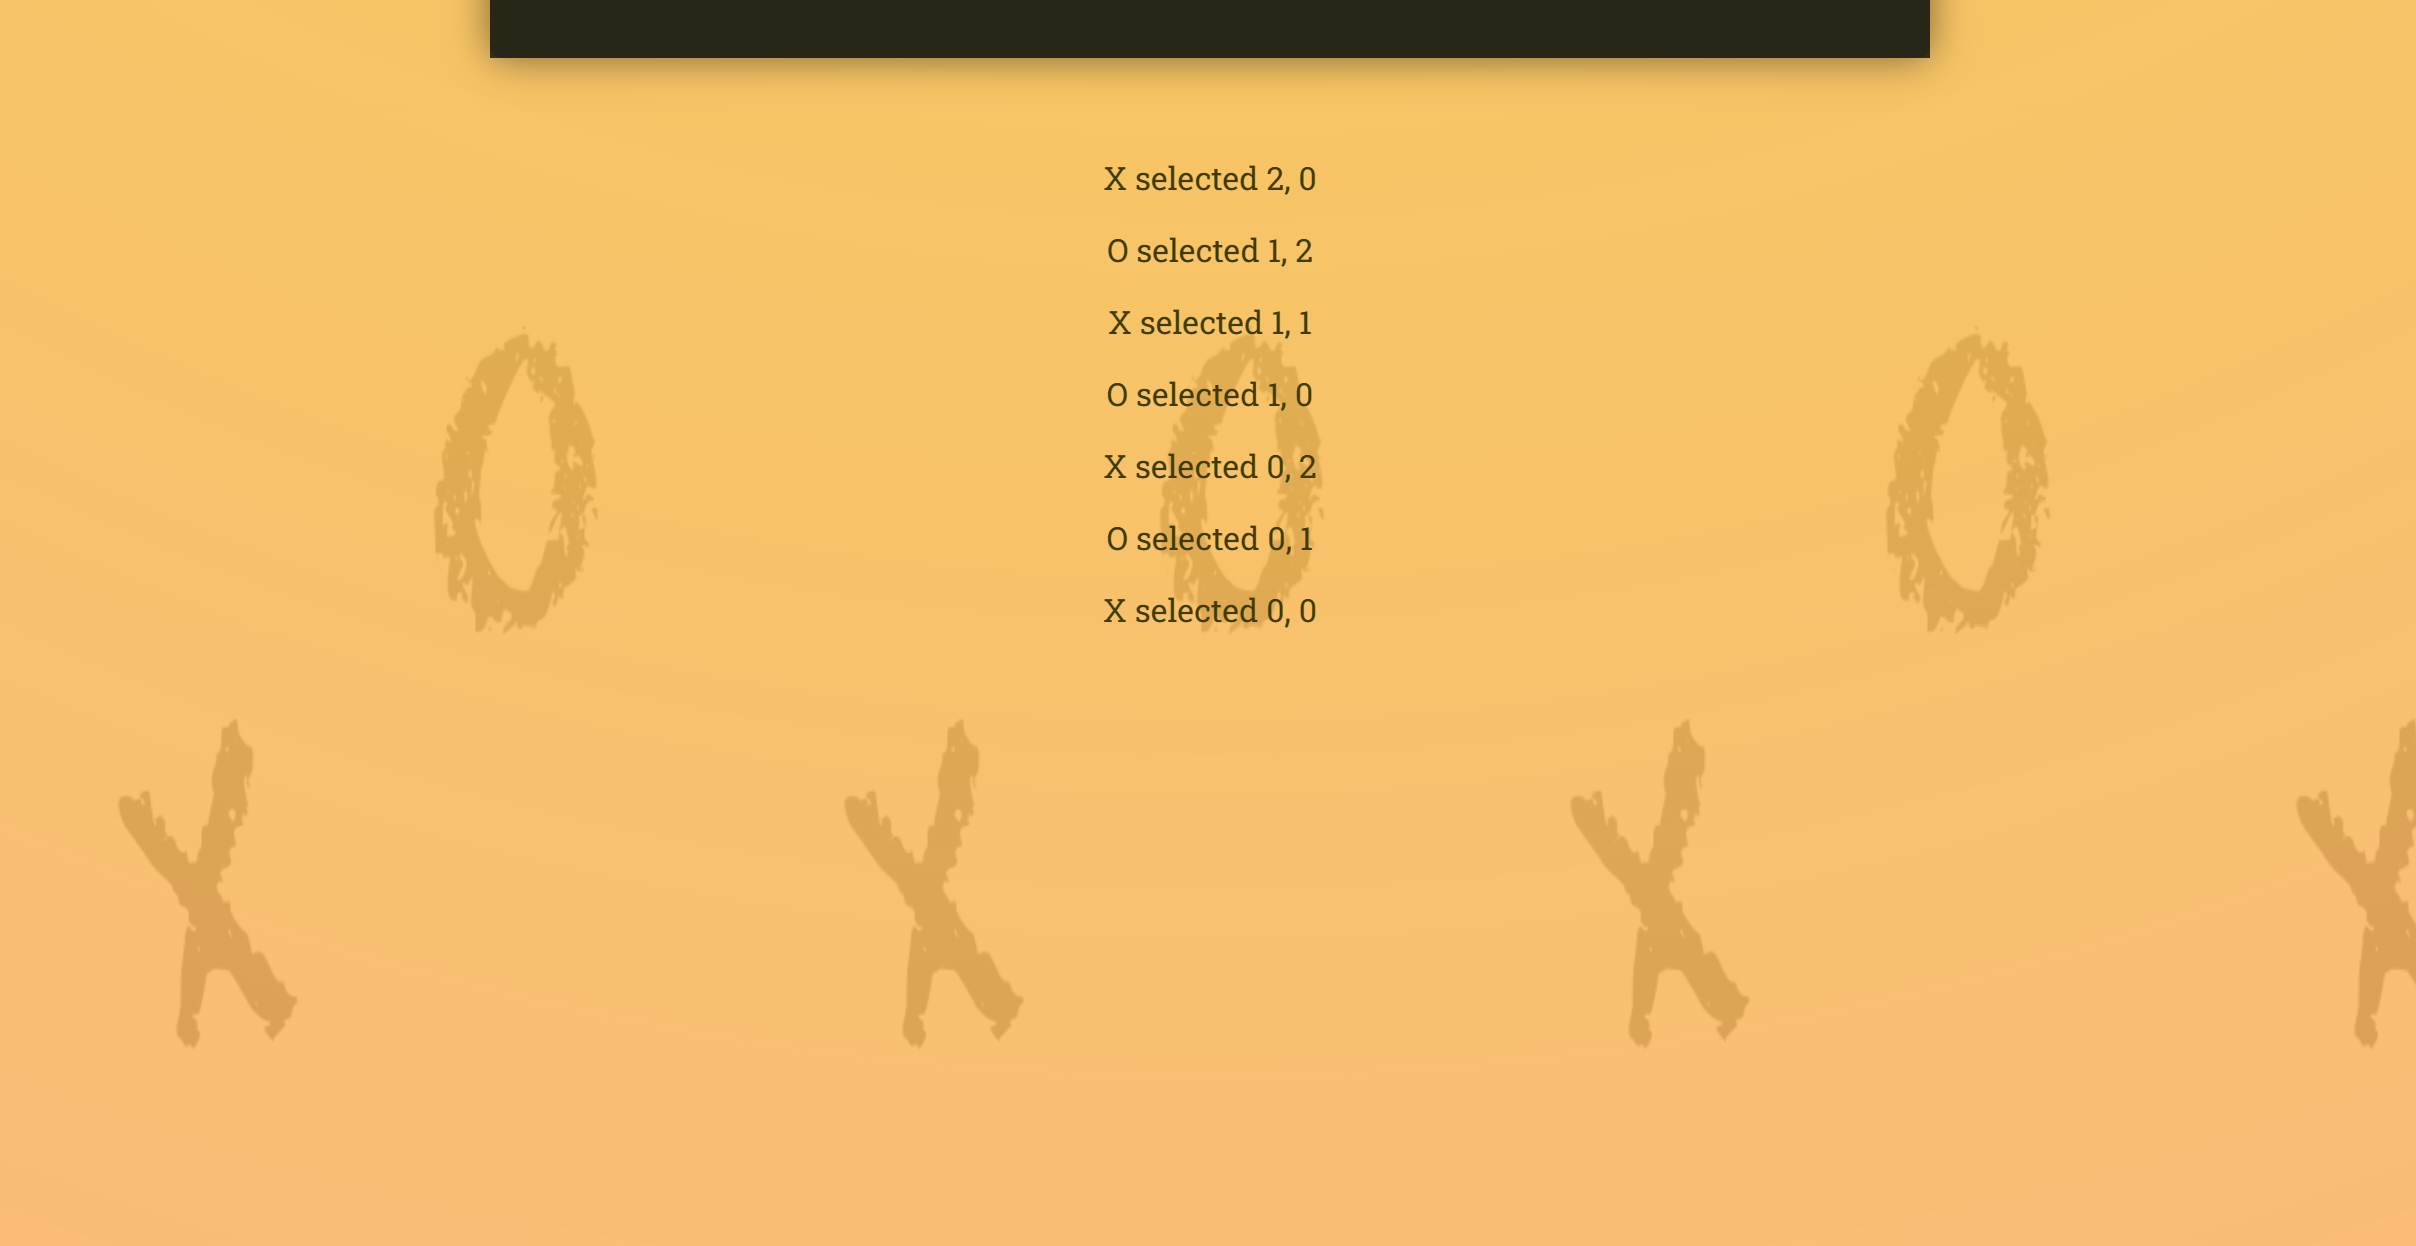 X selected 2, 0
O selected 1, 2
X selected 1, 1
O selected 1, 0
X selected 0, 2
O selected 0, 1
X selected 0, 0